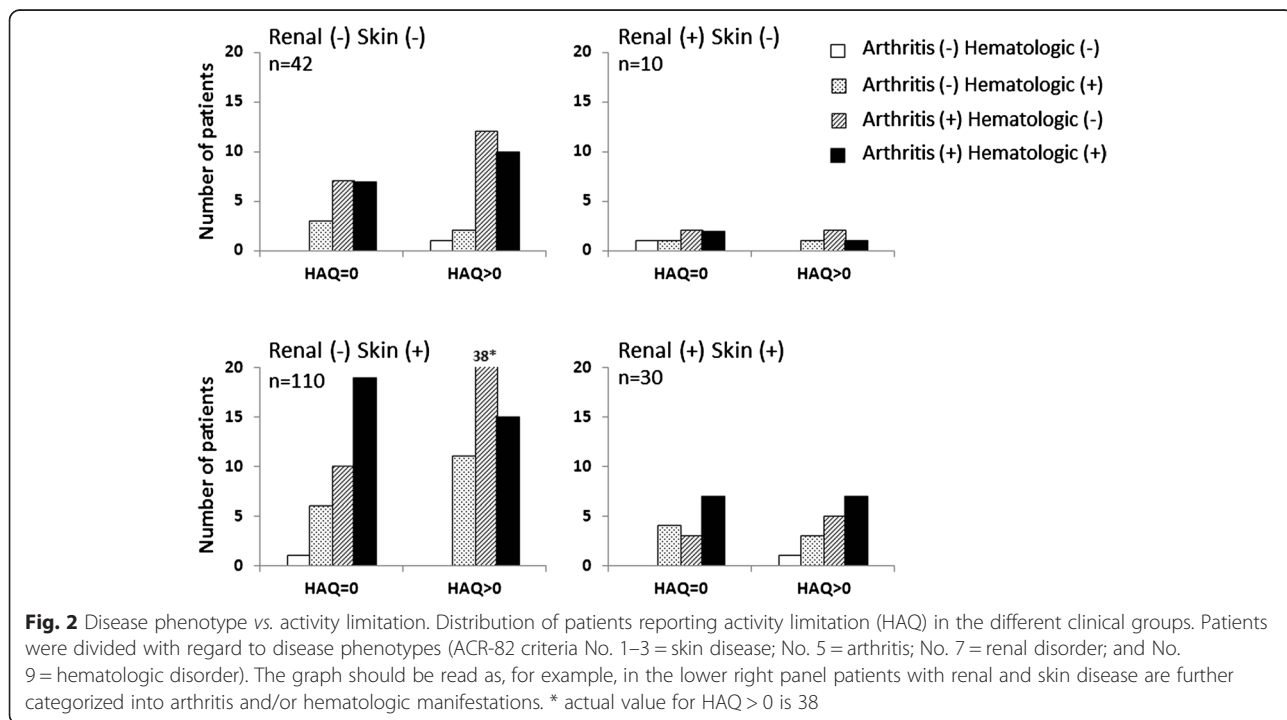 Renal (-) Skin (-)
n=42
Number of patients
20
15
10
5
0
HAQ=0
HAQ>0
Renal (+) Skin (-)
n=10
20
15
10
5
0
HAQ=0
HAQ>0
Arthritis (-) Hematologic (-)
Arthritis (-) Hematologic (+)
Arthritis (+) Hematologic (-)
Arthritis (+) Hematologic (+)
Renal (-) Skin (+)
n=110
Number of patients
20
15
10
5
0
38*
HAQ=0
HAQ>0
Renal (+) Skin (+)
n=30
20
15
10
5
0
HAQ=0
HAQ>0
Fig. 2 Disease phenotype vs. activity limitation. Distribution of patients reporting activity limitation (HAQ) in the different clinical groups. Patients
were divided with regard to disease phenotypes (ACR-82 criteria No. 1–3 = skin disease; No. 5 = arthritis; No. 7 = renal disorder; and No.
9 = hematologic disorder). The graph should be read as, for example, in the lower right panel patients with renal and skin disease are further
categorized into arthritis and/or hematologic manifestations. * actual value for HAQ > 0 is 38